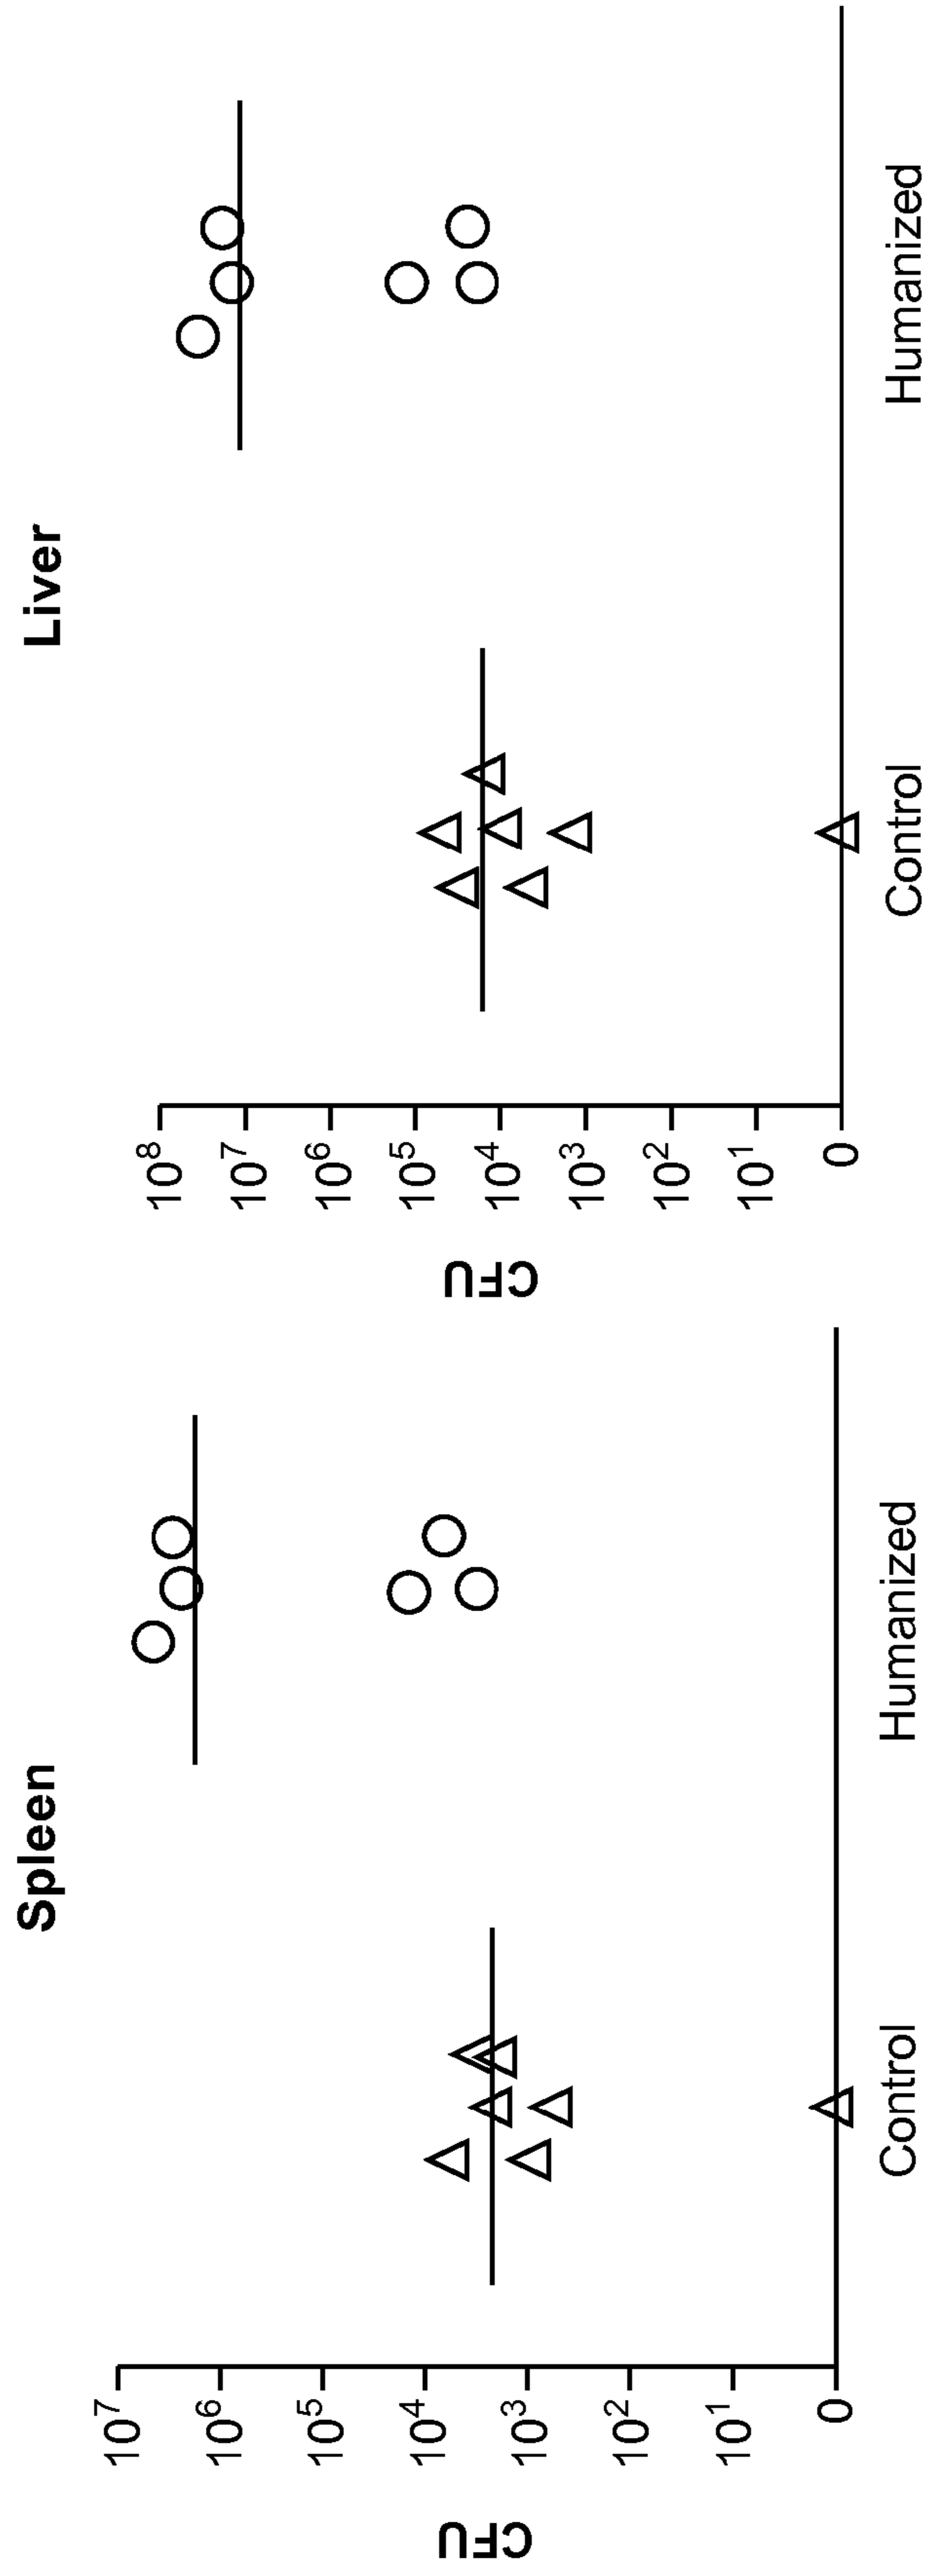 Spleen
CFU
10⁷
10⁶
10⁵
10⁴
10³
10²
10¹
0
Control
Humanized
Liver
CFU
10⁸
10⁷
10⁶
10⁵
10⁴
10³
10²
10¹
0
Control
Humanized